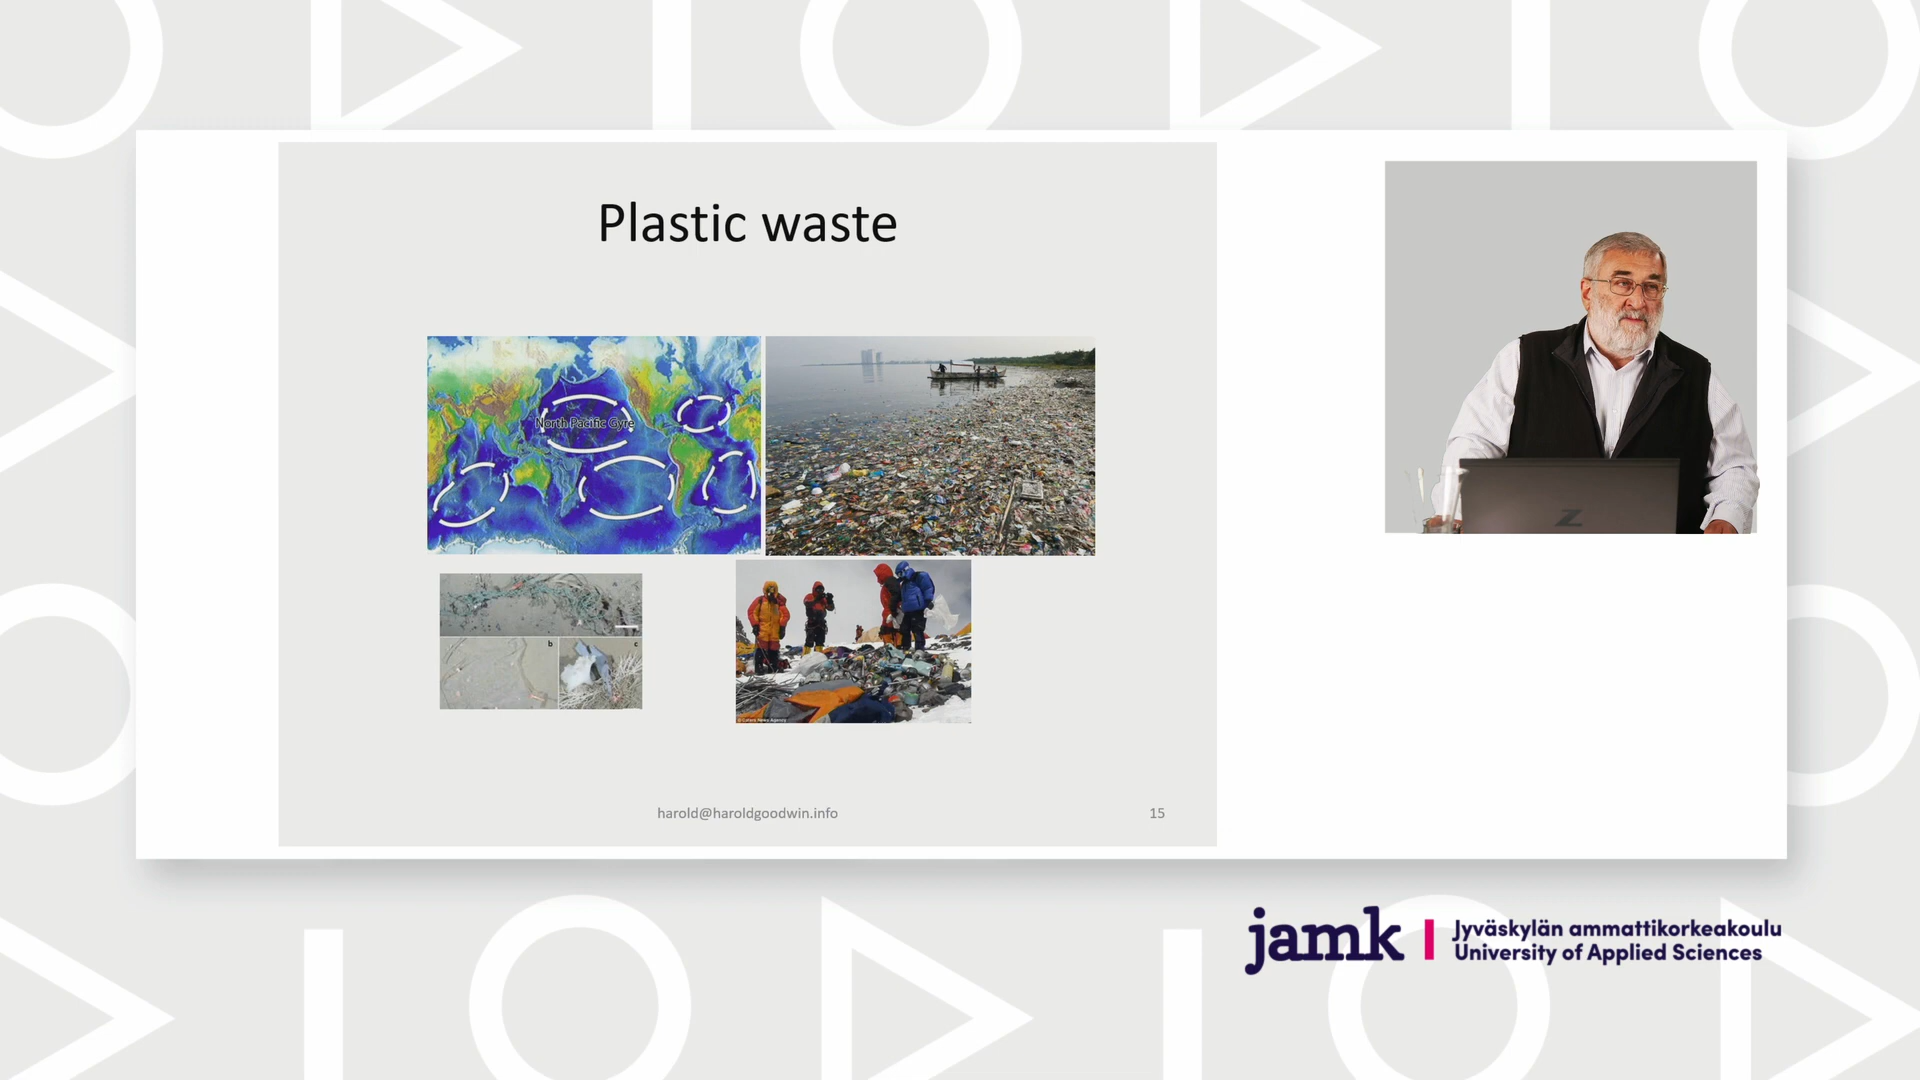 Plastic waste
North Pacific Gyre
b
c
harold@haroldgoodwin.info
15
jamk
Jyväskylän ammattikorkeakoulu
University of Applied Sciences